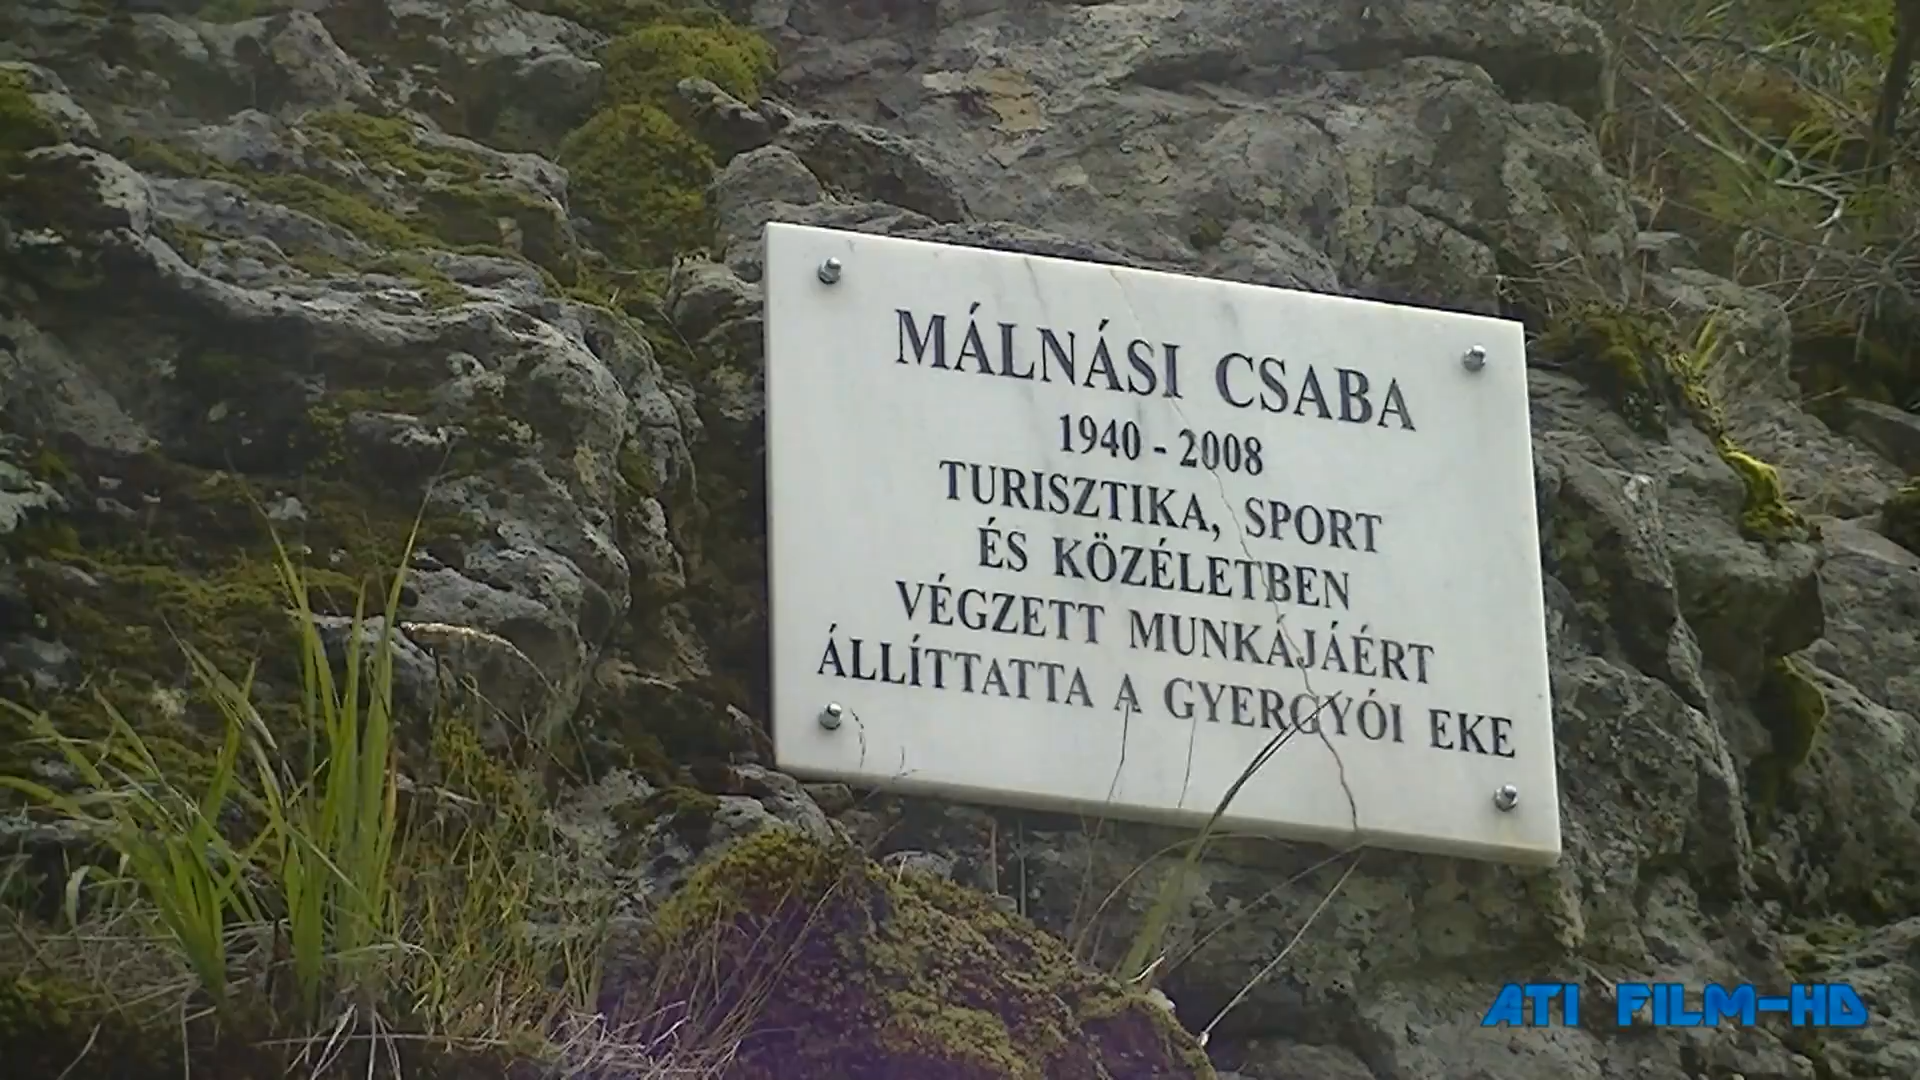 MÁLNÁSI CSABA
1940 - 2008
TURISZTIKA, SPORT
ÉS KÖZÉLETBEN
VÉGZETT MUNKÁJÁÉRT
ÁLLÍTTATTA A GYERGYÓI EKE
ATI FILM-HD